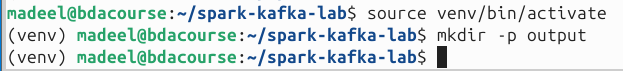 madeel@bdacourse:~/spark-kafka-lab$ source venv/bin/activate
(venv) madeel@bdacourse:~/spark-kafka-lab$ mkdir -p output
(venv) madeel@bdacourse:~/spark-kafka-lab$